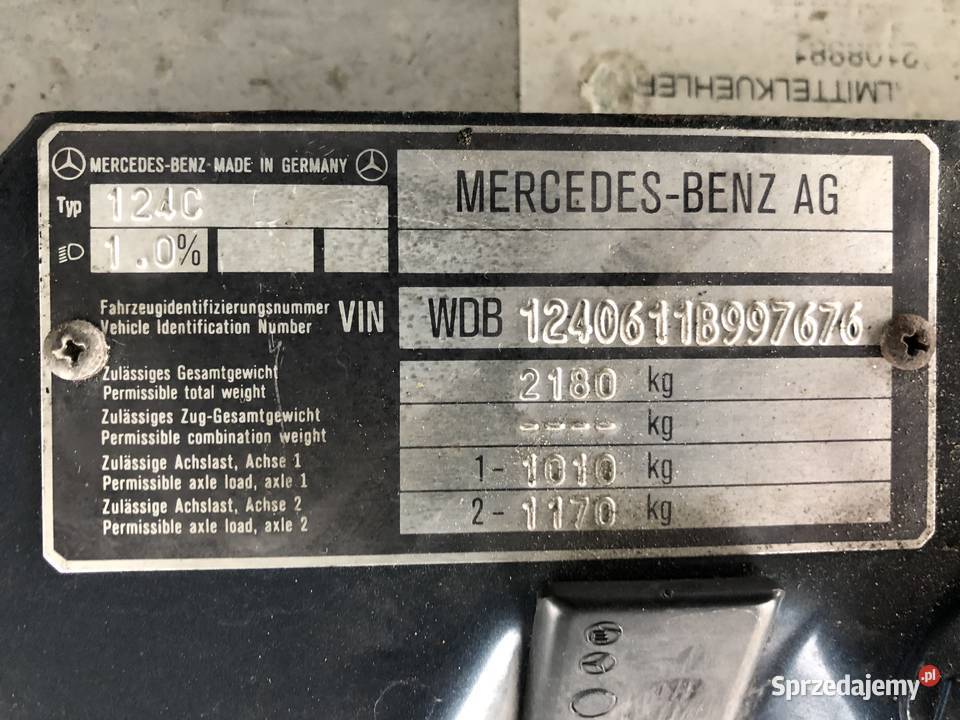 LMITTELKUEHLER
2108981
MERCEDES-BENZ·MADE IN GERMANY
MERCEDES-BENZ AG
Typ 124C
1.0%
Fahrzeugidentifizierungsnummer
Vehicle Identification Number
VIN WDB 1240611B997676
Zulässiges Gesamtgewicht
Permissible total weight
2180 kg
Zulässiges Zug-Gesamtgewicht
Permissible combination weight
---- kg
Zulässige Achslast, Achse 1
Permissible axle load, axle 1
1- 1010 kg
Zulässige Achslast, Achse 2
Permissible axle load, axle 2
2- 1170 kg
Sprzedajemy.pl